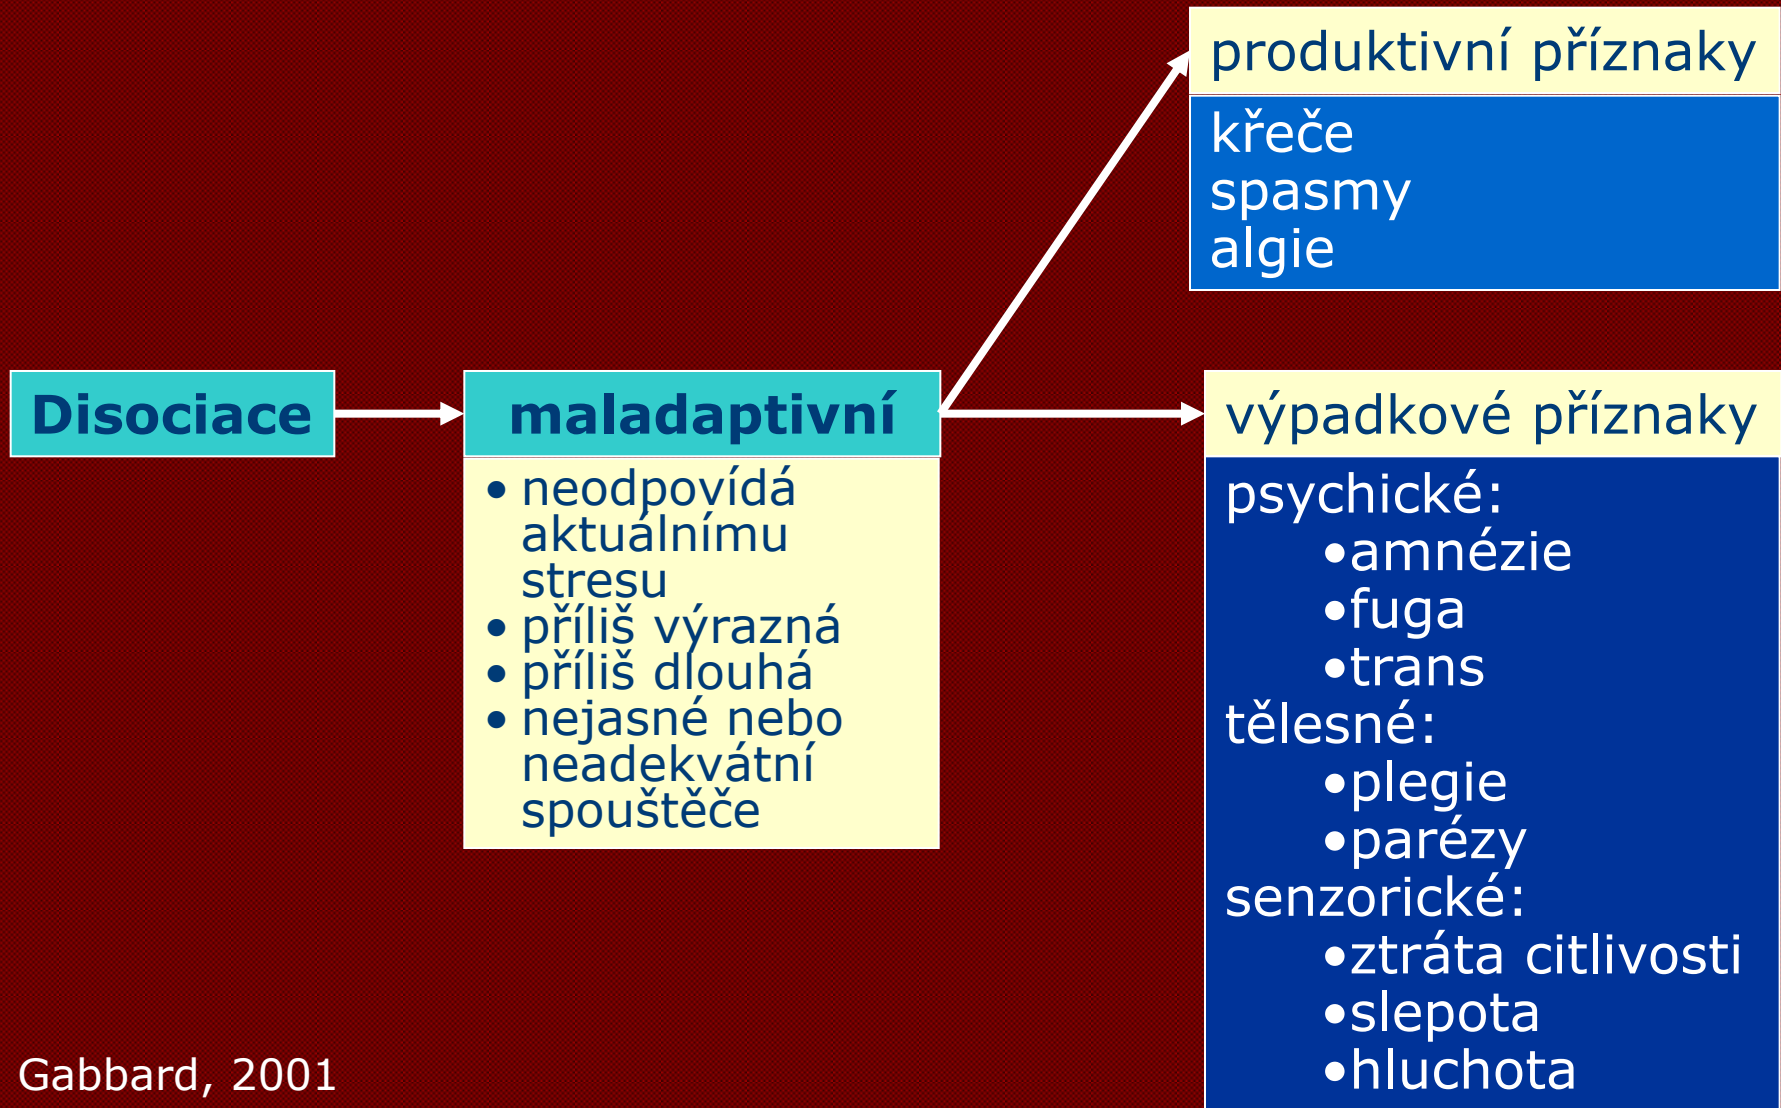 produktivní příznaky
křeče
spasmy
algie
Disociace
maladaptivní
• neodpovídá
aktuálnímu
stresu
• příliš výrazná
• příliš dlouhá
• nejasné nebo
neadekvátní
spouštěče
výpadkové příznaky
psychické:
•amnézie
•fuga
•trans
tělesné:
•plegie
•parézy
senzorické:
•ztráta citlivosti
•slepota
•hluchota
Gabbard, 2001